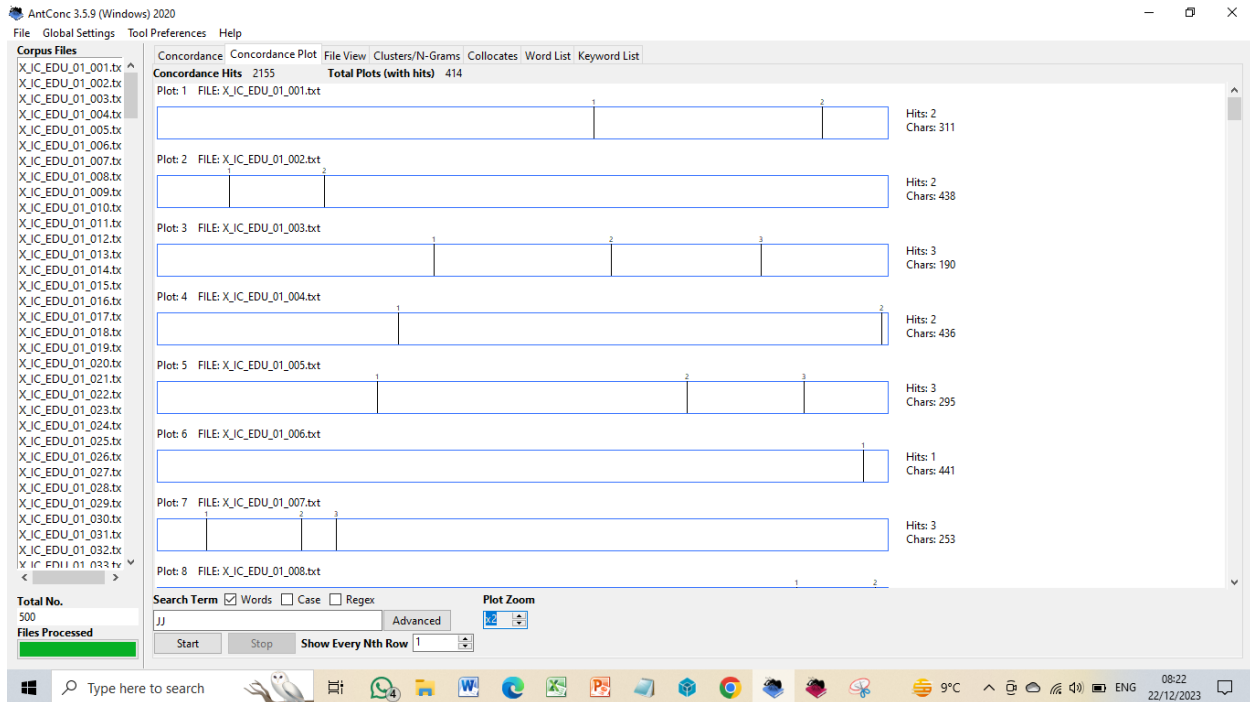 AntConc 3.5.9 (Windows) 2020
File Global Settings Tool Preferences Help
Corpus Files
X_IC_EDU_01_001.tx
X_IC_EDU_01_002.tx
X_IC_EDU_01_003.tx
X_IC_EDU_01_004.tx
X_IC_EDU_01_005.tx
X_IC_EDU_01_006.tx
X_IC_EDU_01_007.tx
X_IC_EDU_01_008.tx
X_IC_EDU_01_009.tx
X_IC_EDU_01_010.tx
X_IC_EDU_01_011.tx
X_IC_EDU_01_012.tx
X_IC_EDU_01_013.tx
X_IC_EDU_01_014.tx
X_IC_EDU_01_015.tx
X_IC_EDU_01_016.tx
X_IC_EDU_01_017.tx
X_IC_EDU_01_018.tx
X_IC_EDU_01_019.tx
X_IC_EDU_01_020.tx
X_IC_EDU_01_021.tx
X_IC_EDU_01_022.tx
X_IC_EDU_01_023.tx
X_IC_EDU_01_024.tx
X_IC_EDU_01_025.tx
X_IC_EDU_01_026.tx
X_IC_EDU_01_027.tx
X_IC_EDU_01_028.tx
X_IC_EDU_01_029.tx
X_IC_EDU_01_030.tx
X_IC_EDU_01_031.tx
X_IC_EDU_01_032.tx
X_IC_EDU_01_033.tx
Total No.
500
Files Processed
Concordance Concordance Plot File View Clusters/N-Grams Collocates Word List Keyword List
Concordance Hits 2155 Total Plots (with hits) 414
Plot: 1 FILE: X_IC_EDU_01_001.txt
1 2
Hits: 2
Chars: 311
Plot: 2 FILE: X_IC_EDU_01_002.txt
1 2
Hits: 2
Chars: 438
Plot: 3 FILE: X_IC_EDU_01_003.txt
1 2 3
Hits: 3
Chars: 190
Plot: 4 FILE: X_IC_EDU_01_004.txt
1 2
Hits: 2
Chars: 436
Plot: 5 FILE: X_IC_EDU_01_005.txt
1 2 3
Hits: 3
Chars: 295
Plot: 6 FILE: X_IC_EDU_01_006.txt
1
Hits: 1
Chars: 441
Plot: 7 FILE: X_IC_EDU_01_007.txt
1 2 3
Hits: 3
Chars: 253
Plot: 8 FILE: X_IC_EDU_01_008.txt
1 2
Search Term Words Case Regex Plot Zoom
JJ Advanced x2
Start Stop Show Every Nth Row 1
Type here to search 4 9°C ENG 08:22
22/12/2023